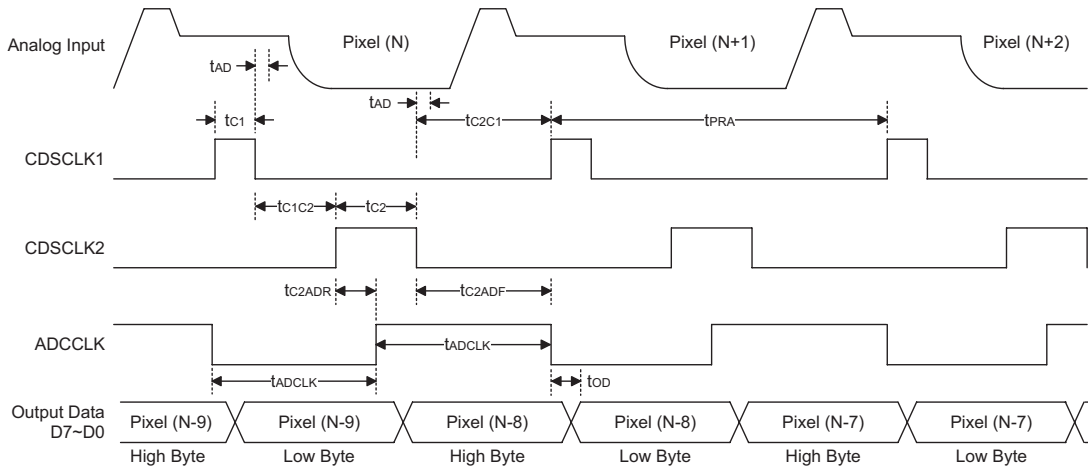 Analog Input
Pixel (N)
Pixel (N+1)
Pixel (N+2)
tAD
tAD
tC1
tC2C1
tPRA
CDSCLK1
tC1C2
tC2
CDSCLK2
tC2ADR
tC2ADF
ADCCLK
tADCLK
tADCLK
tOD
Output Data
D7~D0
Pixel (N-9)
Pixel (N-9)
Pixel (N-8)
Pixel (N-8)
Pixel (N-7)
Pixel (N-7)
High Byte
Low Byte
High Byte
Low Byte
High Byte
Low Byte